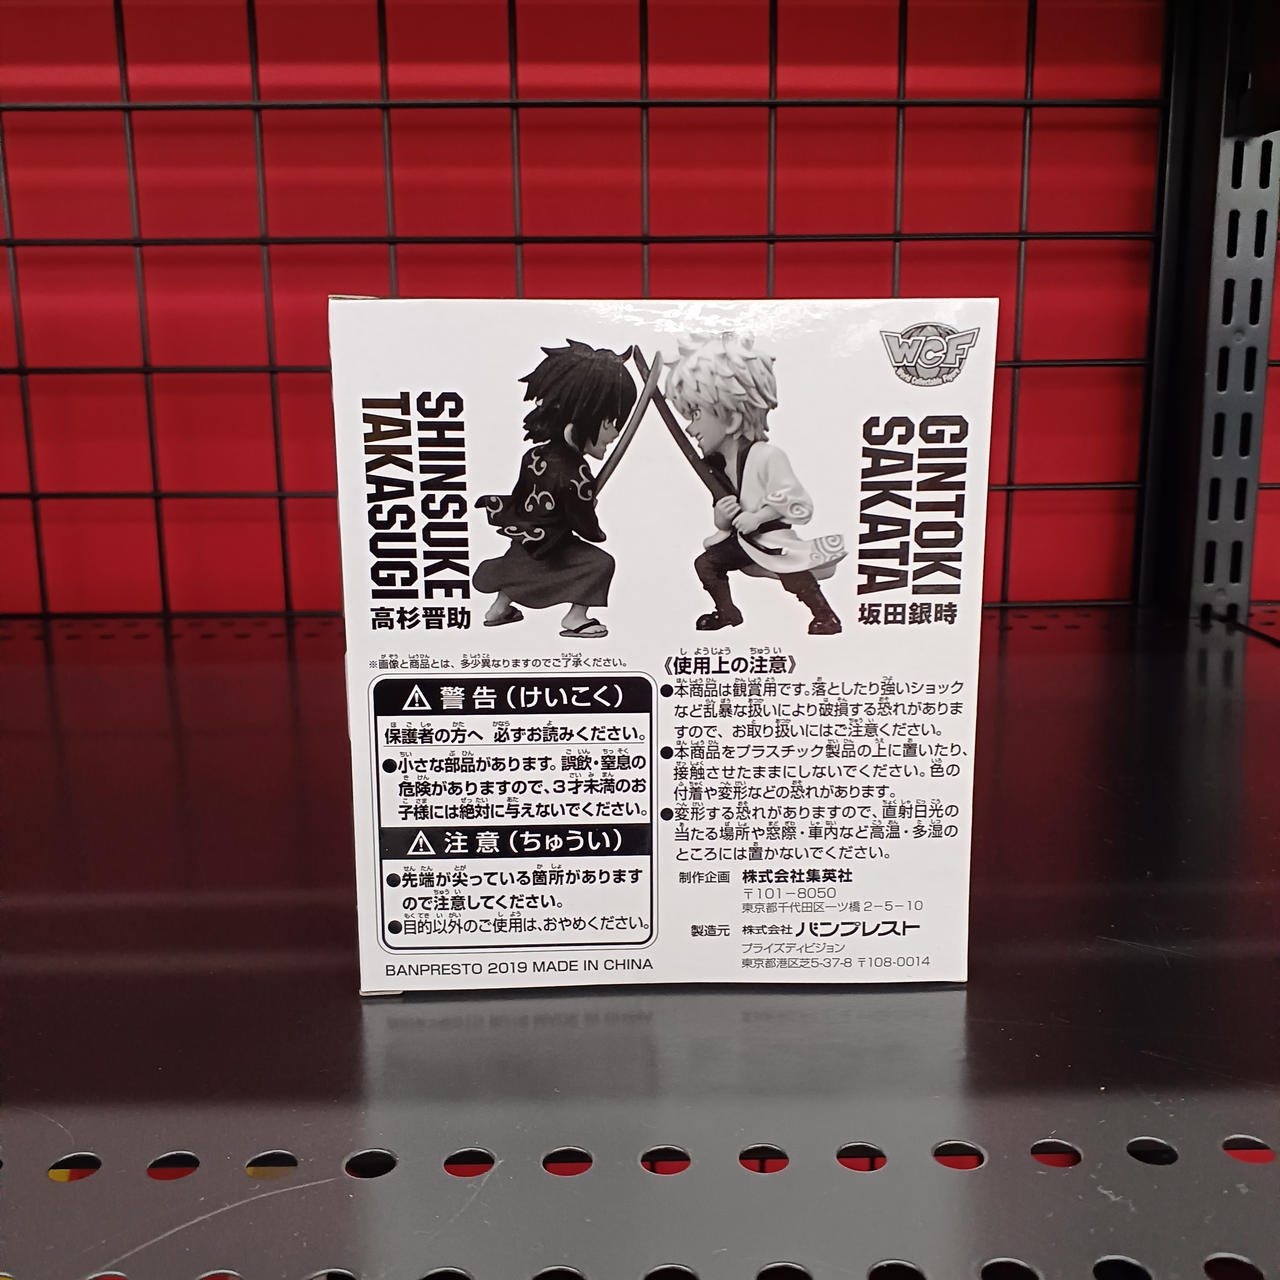 SHINSUKE
TAKASUGI
高杉晋助
WCF
World Collectable Figure
GINTOKI
SAKATA
坂田銀時
※画像と商品とは、多少異なりますのでご了承ください。
警告(けいこく)
保護者の方へ 必ずお読みください。
●小さな部品があります。誤飲・窒息の
危険がありますので、3才未満のお
子様には絶対に与えないでください。
注意(ちゅうい)
●先端が尖っている箇所があります
ので注意してください。
●目的以外のご使用は、おやめください。
BANPRESTO 2019 MADE IN CHINA
《使用上の注意》
●本商品は観賞用です。落としたり強いショック
など乱暴な扱いにより破損する恐れがありま
すので、お取り扱いにはご注意ください。
●本商品をプラスチック製品の上に置いたり、
接触させたままにしないでください。色の
付着や変形などの恐れがあります。
●変形する恐れがありますので、直射日光の
当たる場所や窓際・車内など高温・多湿の
ところには置かないでください。
制作企画 株式会社集英社
〒101-8050
東京都千代田区一ツ橋2-5-10
製造元 株式会社バンプレスト
プライズディビジョン
東京都港区芝5-37-8 〒108-0014